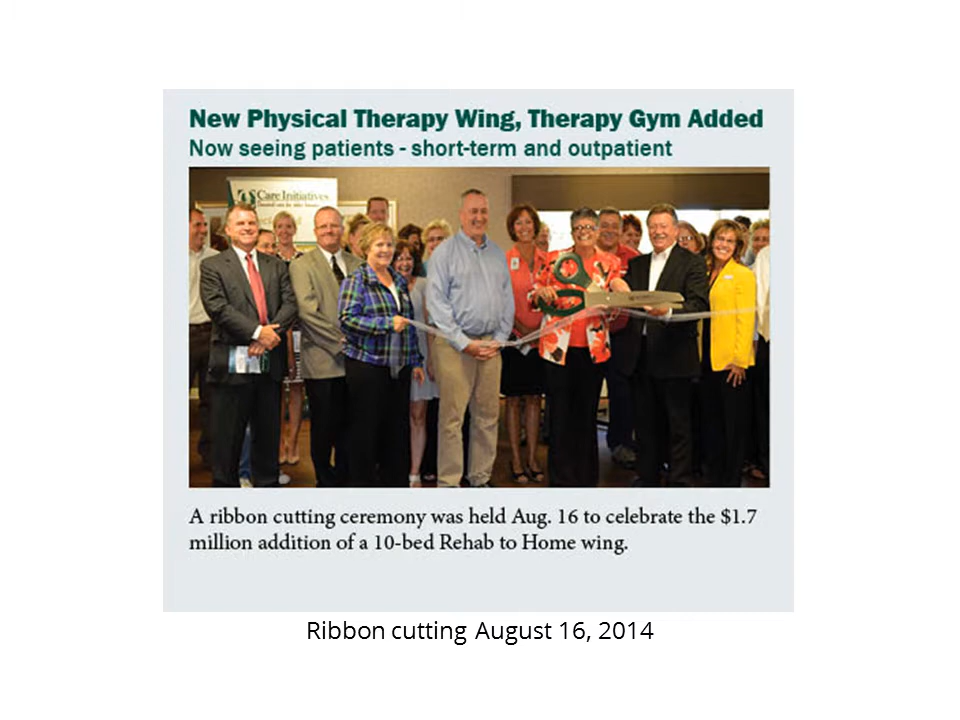 New Physical Therapy Wing, Therapy Gym Added
Now seeing patients - short-term and outpatient
Care Initiatives
A ribbon cutting ceremony was held Aug. 16 to celebrate the $1.7
million addition of a 10-bed Rehab to Home wing.
Ribbon cutting August 16, 2014